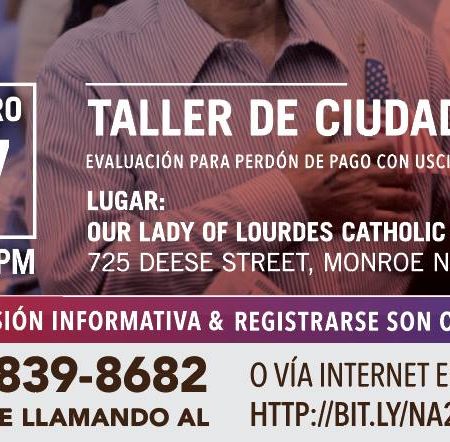 RO
7
PM
TALLER DE CIUDAD
EVALUACIÓN PARA PERDÓN DE PAGO CON USCI
LUGAR:
OUR LADY OF LOURDES CATHOLIC
725 DEESE STREET, MONROE N
SIÓN INFORMATIVA & REGISTRARSE SON O
839-8682
E LLAMANDO AL
O VÍA INTERNET E
HTTP://BIT.LY/NA2